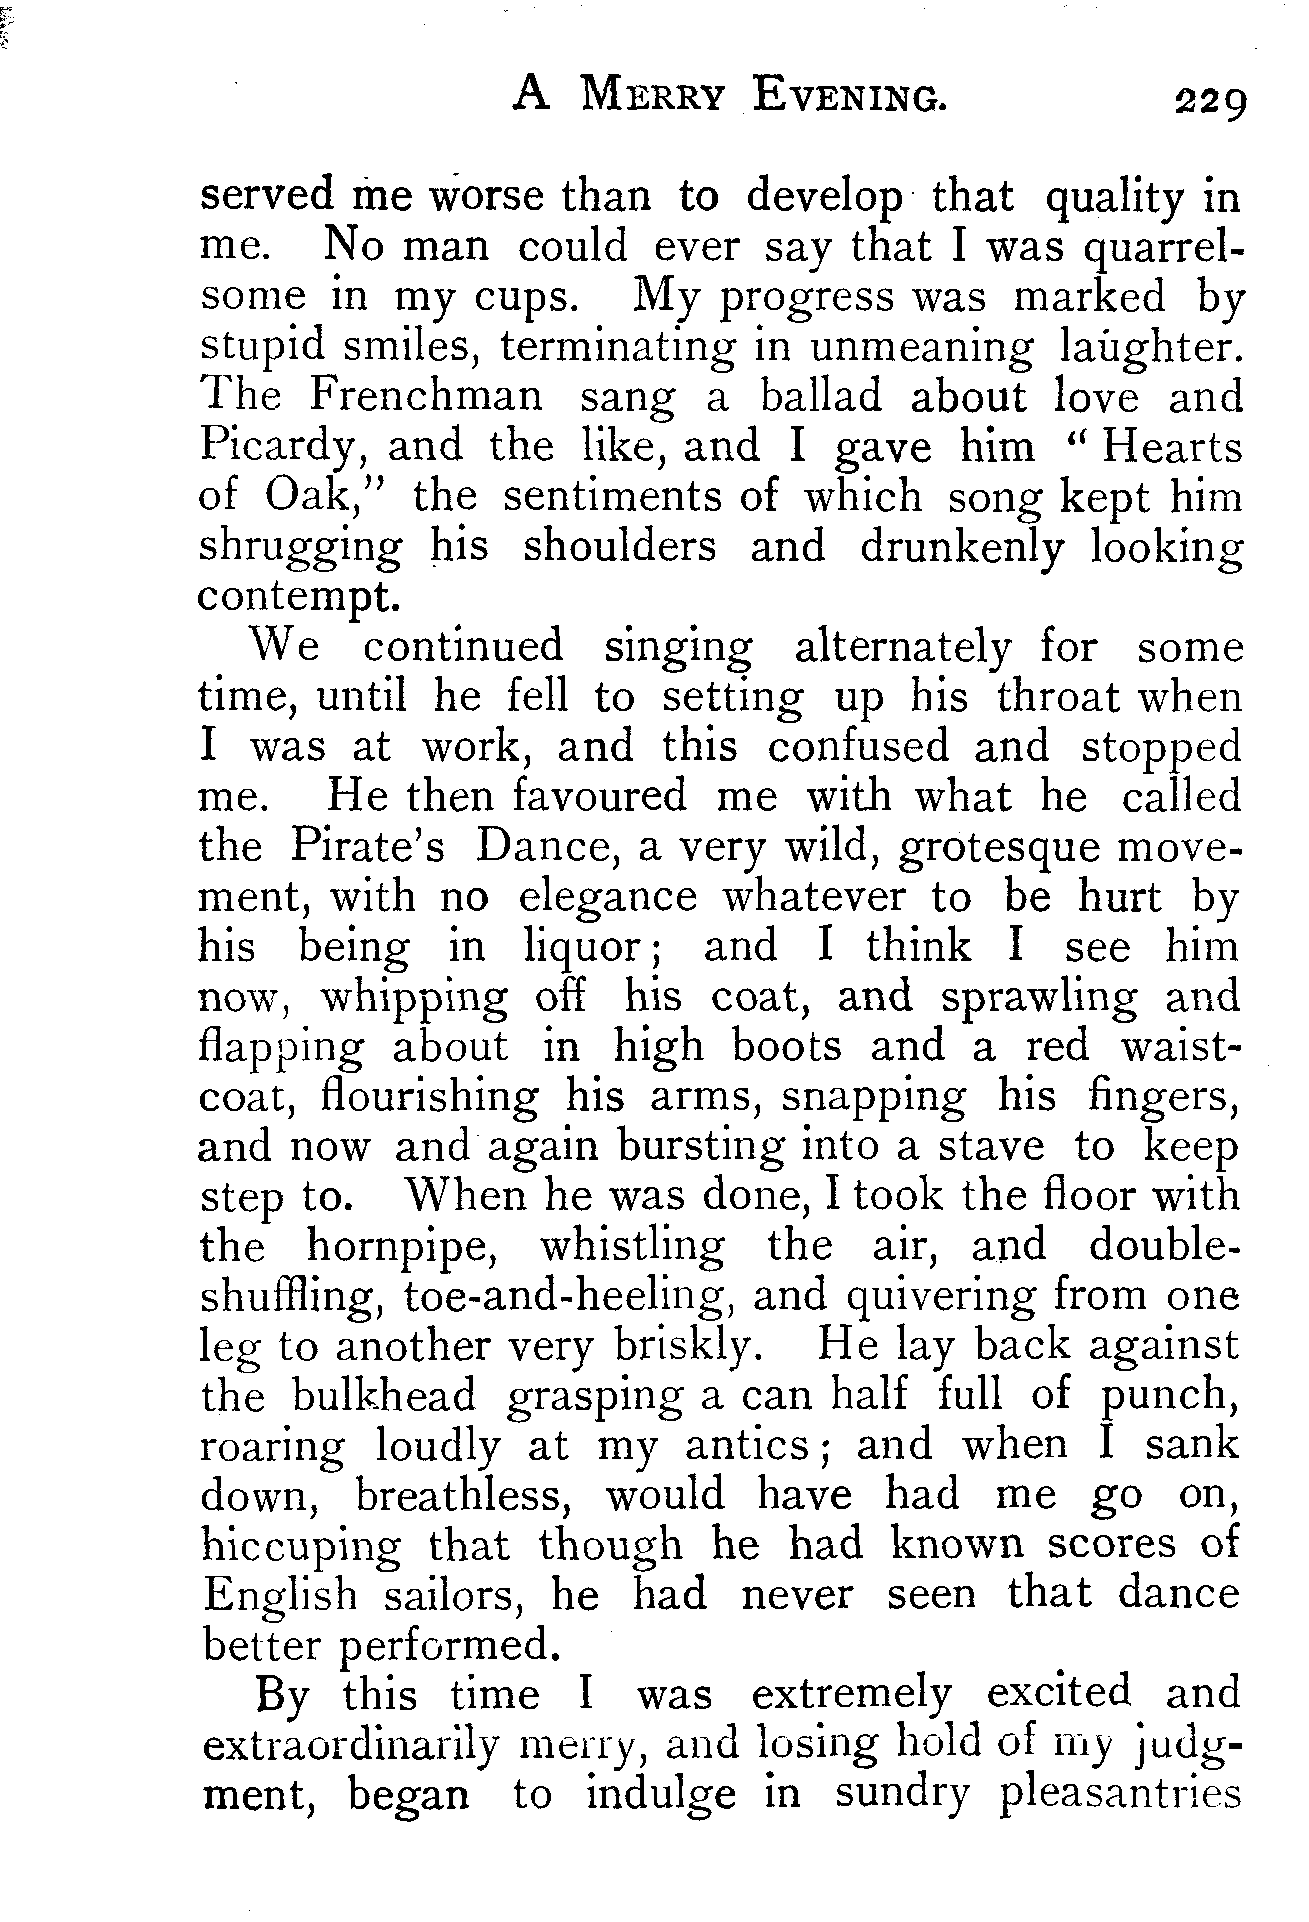 A MERRY EVENING. 229
served me worse than to develop that quality in
me. No man could ever say that I was quarrel-
some in my cups. My progress was marked by
stupid smiles, terminating in unmeaning laughter.
The Frenchman sang a ballad about love and
Picardy, and the like, and I gave him “ Hearts
of Oak,” the sentiments of which song kept him
shrugging his shoulders and drunkenly looking
contempt.
We continued singing alternately for some
time, until he fell to setting up his throat when
I was at work, and this confused and stopped
me. He then favoured me with what he called
the Pirate’s Dance, a very wild, grotesque move-
ment, with no elegance whatever to be hurt by
his being in liquor ; and I think I see him
now, whipping off his coat, and sprawling and
flapping about in high boots and a red waist-
coat, flourishing his arms, snapping his fingers,
and now and again bursting into a stave to keep
step to. When he was done, I took the floor with
the hornpipe, whistling the air, and double-
shuffling, toe-and-heeling, and quivering from one
leg to another very briskly. He lay back against
the bulkhead grasping a can half full of punch,
roaring loudly at my antics ; and when I sank
down, breathless, would have had me go on,
hiccuping that though he had known scores of
English sailors, he had never seen that dance
better performed.
By this time I was extremely excited and
extraordinarily merry, and losing hold of my judg-
ment, began to indulge in sundry pleasantries